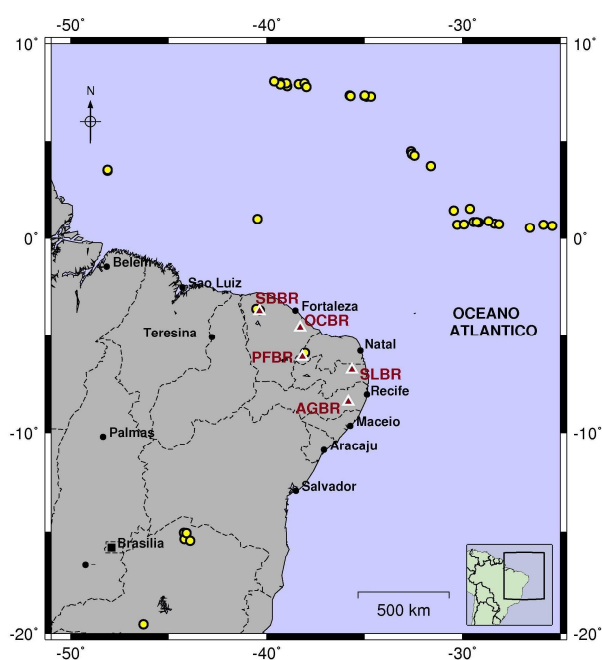 -50° -40° -30°
10° 10°
N
0° 0°
Belem
Sao Luiz
SBBR
Fortaleza
OCBR
OCEANO
ATLANTICO
Teresina
Natal
PFBR
SLBR
Recife
AGBR
Maceio
-10° -10°
Palmas
Aracaju
Salvador
Brasilia
500 km
-20° -20°
-50° -40° -30°